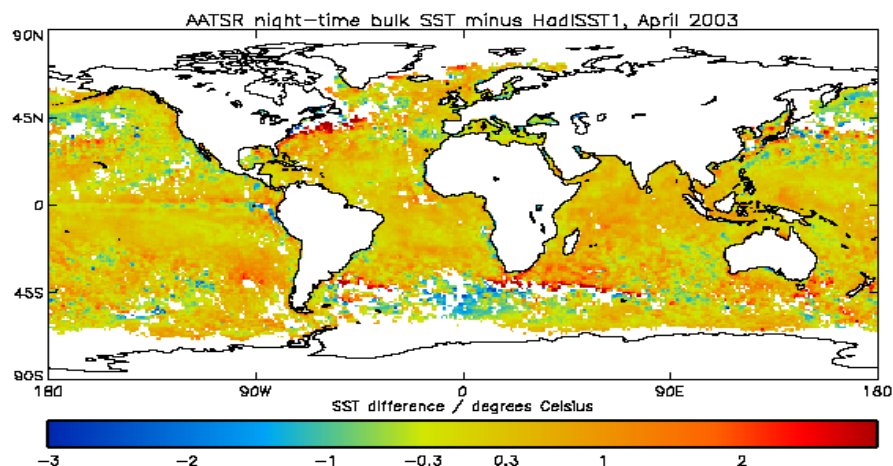 AATSR night-time bulk SST minus HadISST1, April 2003
90N
45N
0
45S
90S
180 90W 0 90E 180
SST difference / degrees Celsius
-3 -2 -1 -0.3 0.3 1 2